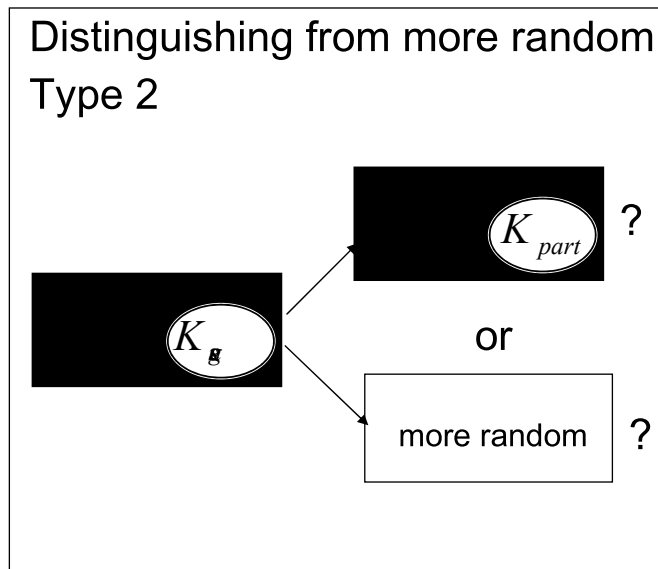 Distinguishing from more random
Type 2
K part ?
K
or
more random ?